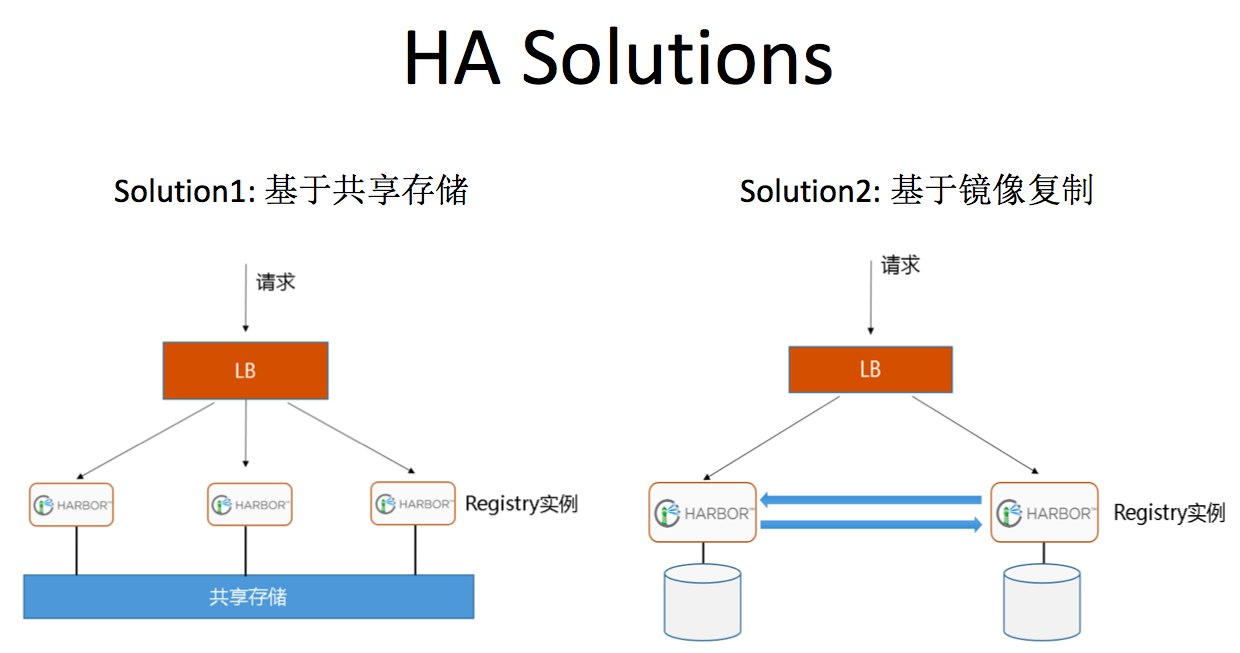 HA Solutions
Solution1: 基于共享存储
Solution2: 基于镜像复制
请求
LB
HARBOR™
HARBOR™
HARBOR™
Registry实例
共享存储
请求
LB
HARBOR™
HARBOR™
Registry实例